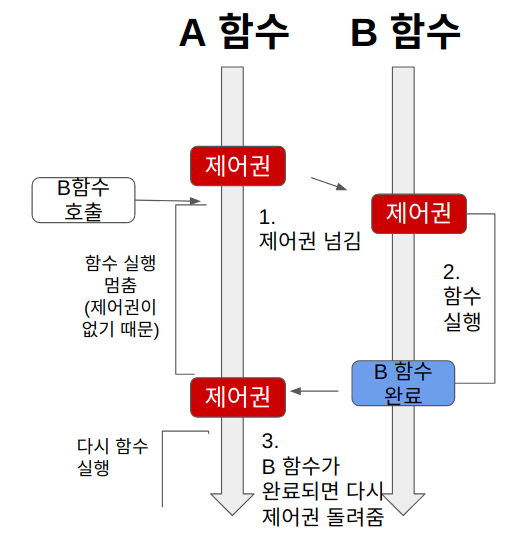 A 함수
B 함수
제어권
B함수
호출
제어권
1.
제어권 넘김
함수 실행
멈춤
(제어권이
없기 때문)
2.
함수
실행
B 함수
완료
제어권
다시 함수
실행
3.
B 함수가
완료되면 다시
제어권 돌려줌